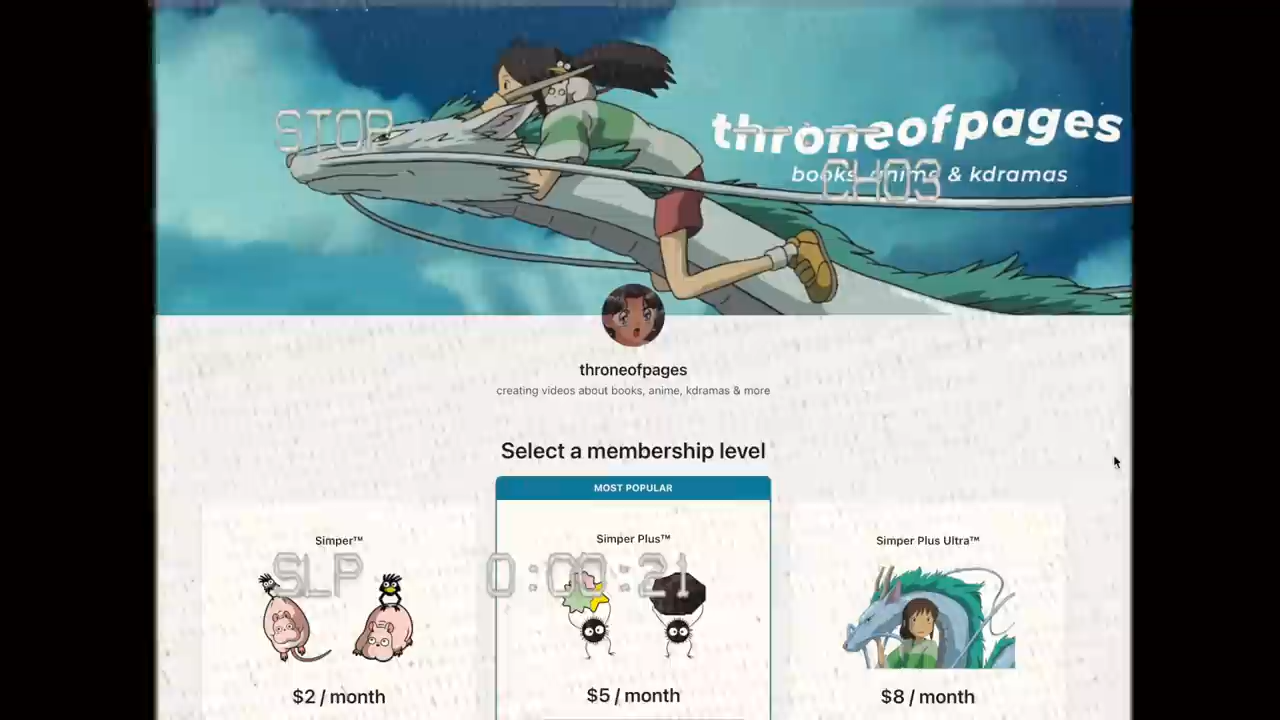 STOP
throneofpages
CH03
books, anime & kdramas
throneofpages
creating videos about books, anime, kdramas & more
Select a membership level
MOST POPULAR
Simper™
Simper Plus™
Simper Plus Ultra™
SLP 0:00:21
$2 / month
$5 / month
$8 / month